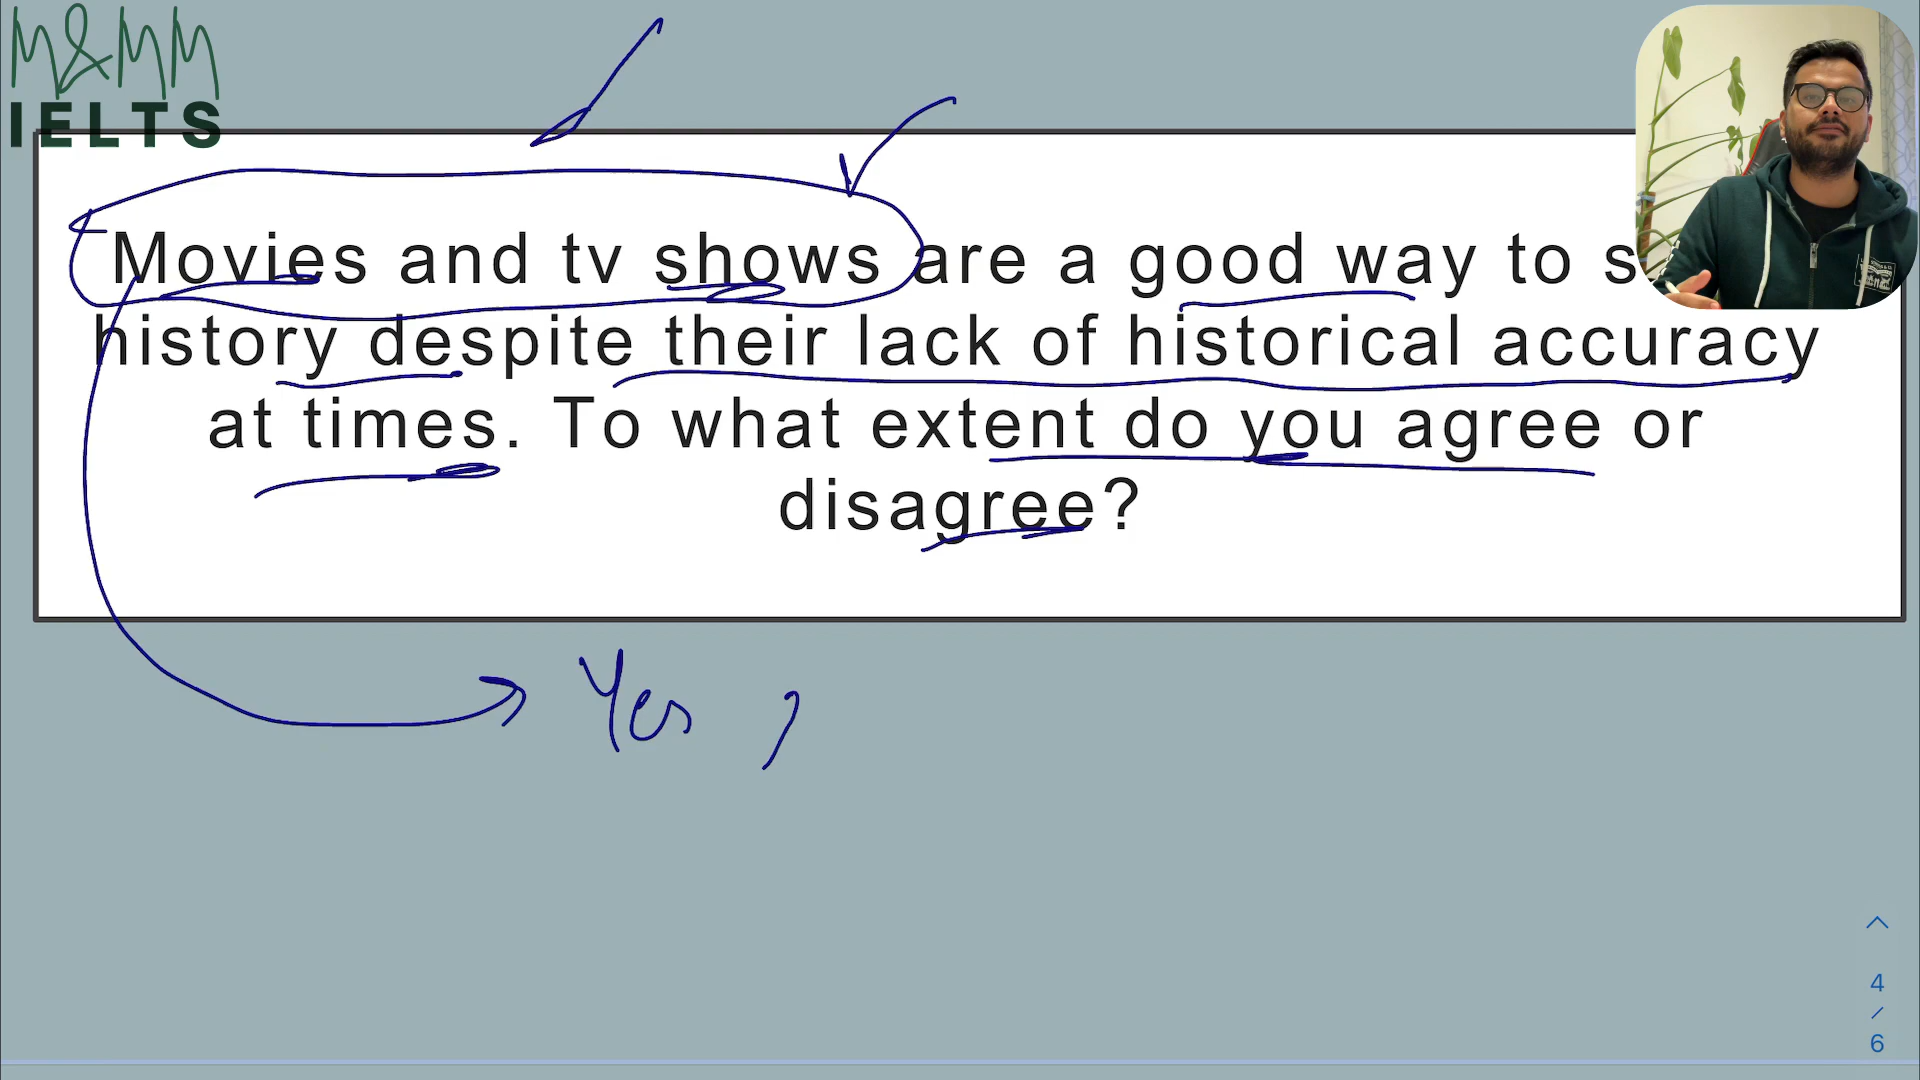 M&MM
IELTS
Movies and tv shows are a good way to s
history despite their lack of historical accuracy
at times. To what extent do you agree or
disagree?
Yes ,
4
/
6